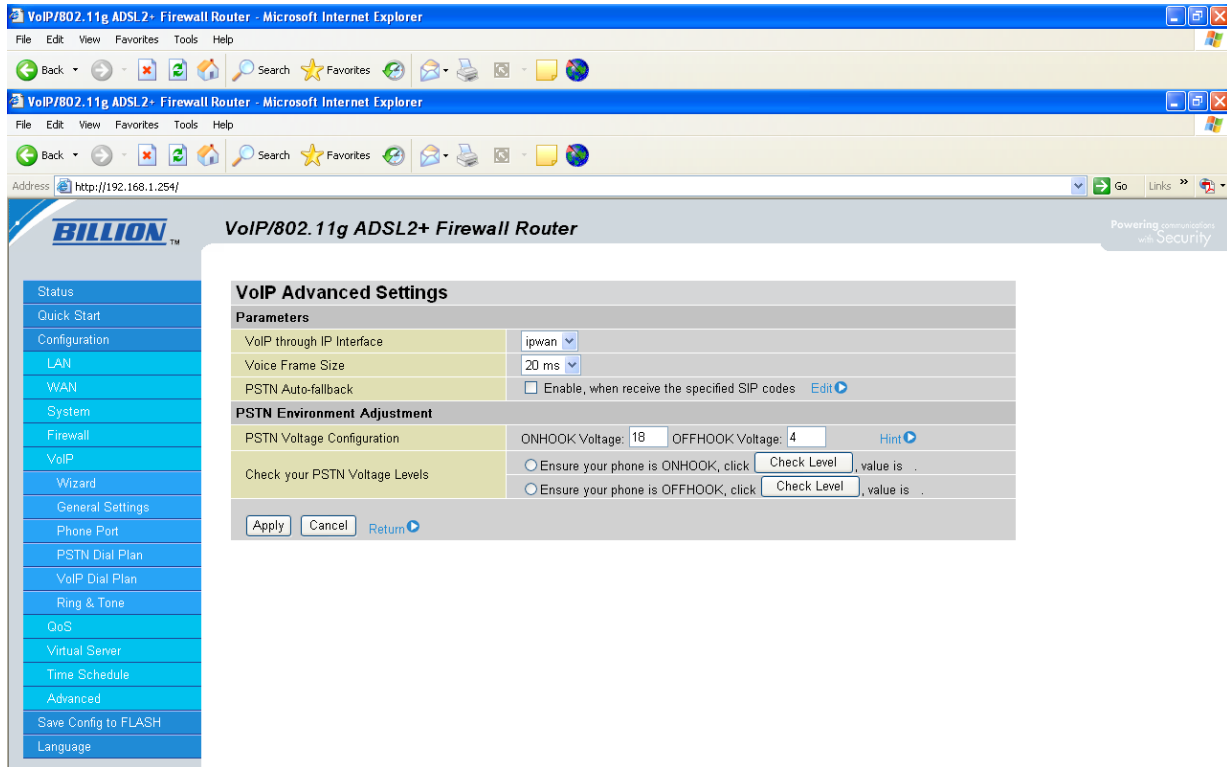 VoIP/802.11g ADSL2+ Firewall Router - Microsoft Internet Explorer
File Edit View Favorites Tools Help
Back Search Favorites
VoIP/802.11g ADSL2+ Firewall Router - Microsoft Internet Explorer
File Edit View Favorites Tools Help
Back Search Favorites
Address http://192.168.1.254/ Go Links »
BILLION TM VoIP/802.11g ADSL2+ Firewall Router Powering communications
with Security
Status
Quick Start
Configuration
LAN
WAN
System
Firewall
VoIP
Wizard
General Settings
Phone Port
PSTN Dial Plan
VoIP Dial Plan
Ring & Tone
QoS
Virtual Server
Time Schedule
Advanced
Save Config to FLASH
Language
VoIP Advanced Settings
Parameters
VoIP through IP Interface ipwan
Voice Frame Size 20 ms
PSTN Auto-fallback Enable, when receive the specified SIP codes Edit
PSTN Environment Adjustment
PSTN Voltage Configuration ONHOOK Voltage: 18 OFFHOOK Voltage: 4 Hint
Check your PSTN Voltage Levels
Ensure your phone is ONHOOK, click Check Level , value is .
Ensure your phone is OFFHOOK, click Check Level , value is .
Apply Cancel Return